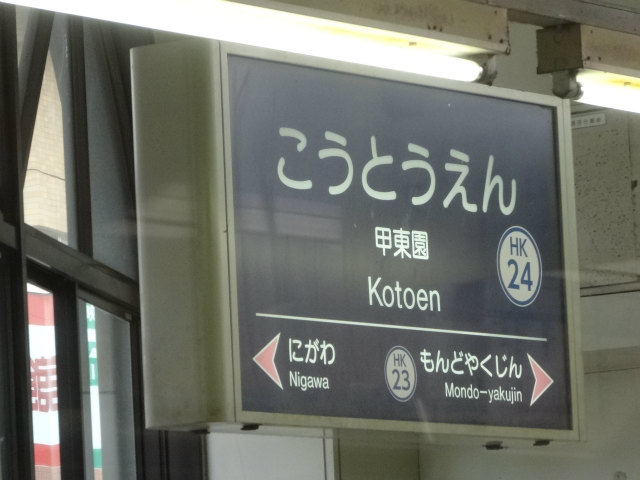 こうとうえん
甲東園
Kotoen
HK
24
にがわ
Nigawa
HK
23
もんどやくじん
Mondo-yakujin